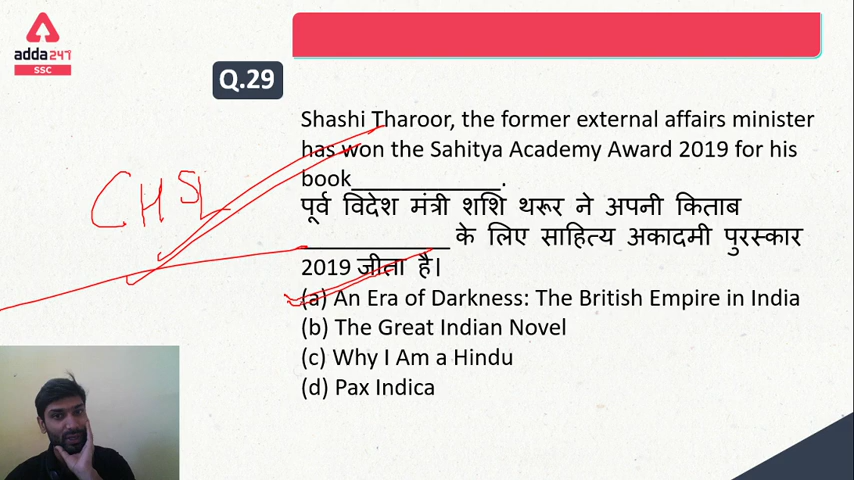 adda247
SSC
Q.29
Shashi Tharoor, the former external affairs minister
has won the Sahitya Academy Award 2019 for his
book____________.
पूर्व विदेश मंत्री शशि थरूर ने अपनी किताब
____________ के लिए साहित्य अकादमी पुरस्कार
2019 जीता है।
(a) An Era of Darkness: The British Empire in India
(b) The Great Indian Novel
(c) Why I Am a Hindu
(d) Pax Indica
CHSL